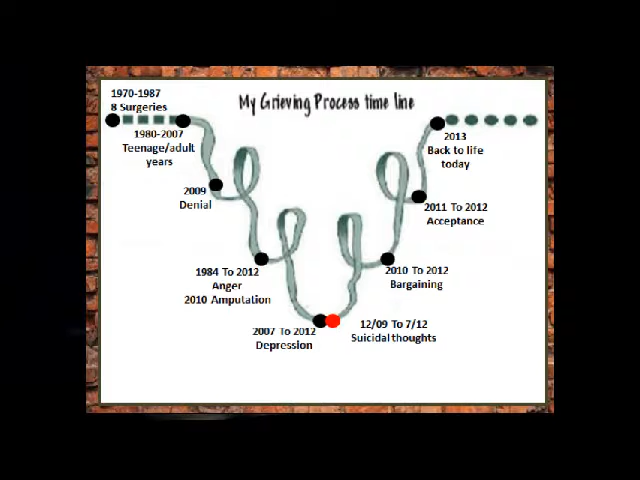 My Grieving Process time line
1970-1987
8 Surgeries
1980-2007
Teenage/adult
years
2009
Denial
1984 To 2012
Anger
2010 Amputation
2007 To 2012
Depression
12/09 To 7/12
Suicidal thoughts
2010 To 2012
Bargaining
2011 To 2012
Acceptance
2013
Back to life
today